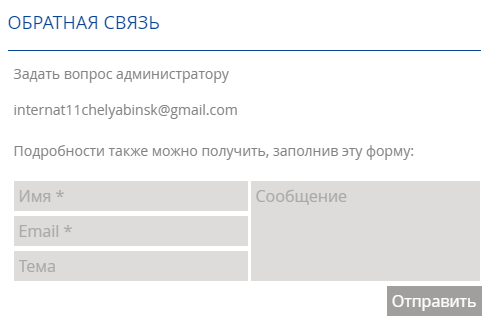 ОБРАТНАЯ СВЯЗЬ
Задать вопрос администратору
internat11chelyabinsk@gmail.com
Подробности также можно получить, заполнив эту форму:
Имя *
Email *
Тема
Сообщение
Отправить